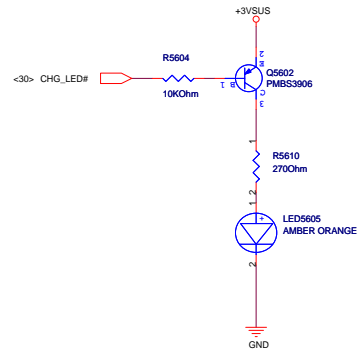 +3VSUS
2
E
R5604
Q5602
<30> CHG_LED#
PMBS3906
1
B
10KOhm
C
3
1
R5610
270Ohm
2
1
+
LED5605
AMBER ORANGE
2
GND